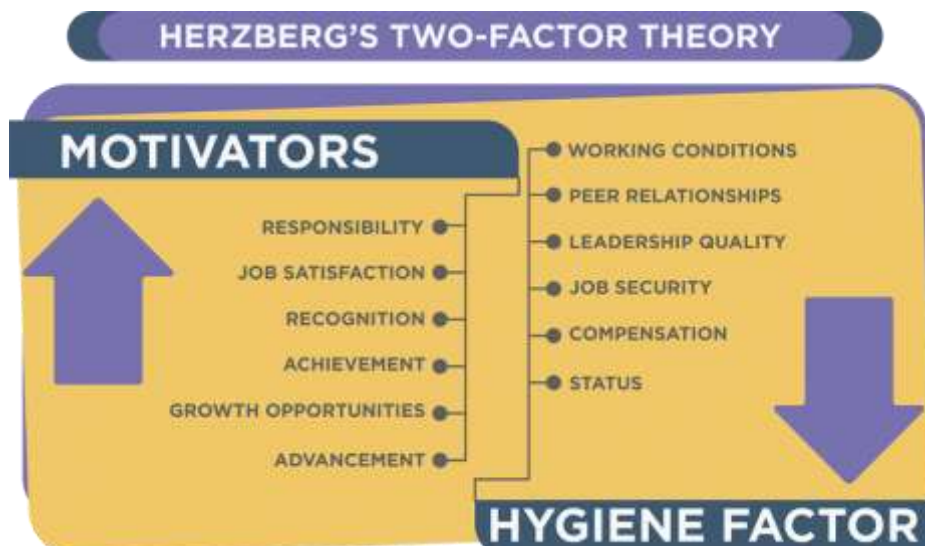 HERZBERG'S TWO-FACTOR THEORY
MOTIVATORS
RESPONSIBILITY
JOB SATISFACTION
RECOGNITION
ACHIEVEMENT
GROWTH OPPORTUNITIES
ADVANCEMENT
WORKING CONDITIONS
PEER RELATIONSHIPS
LEADERSHIP QUALITY
JOB SECURITY
COMPENSATION
STATUS
HYGIENE FACTOR